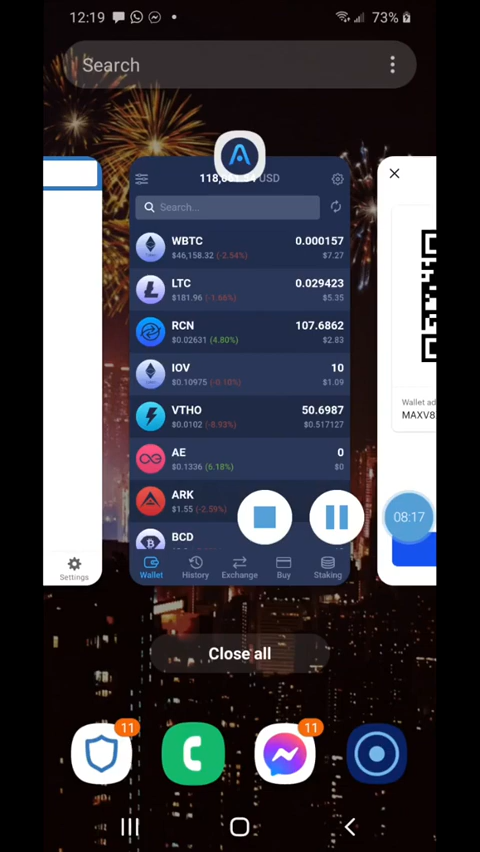 12:19 73%
Search
USD
Search...
WBTC 0.000157
$46,158.32 (-2.54%) $7.27
LTC 0.029423
$181.96 (-1.66%) $5.35
RCN 107.6862
$0.02631 (4.80%) $2.83
IOV 10
$0.10975 (-0.10%) $1.09
VTHO 50.6987
$0.0102 (-8.93%) $0.517127
AE 0
$0.1336 (6.18%) $0
ARK
$1.55 (-2.59%)
BCD
Wallet ad
MAXV8
08:17
Settings
Wallet History Exchange Buy Staking
Close all
11 11